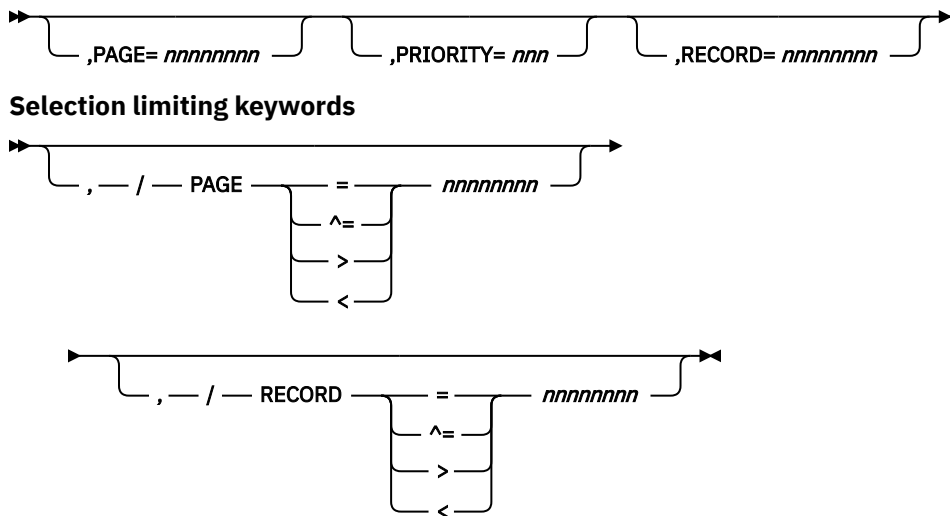 ,PAGE= nnnnnnnn ,PRIORITY= nnn ,RECORD= nnnnnnnn
Selection limiting keywords
, / PAGE = nnnnnnnn
^=
>
<
, / RECORD = nnnnnnnn
^=
>
<